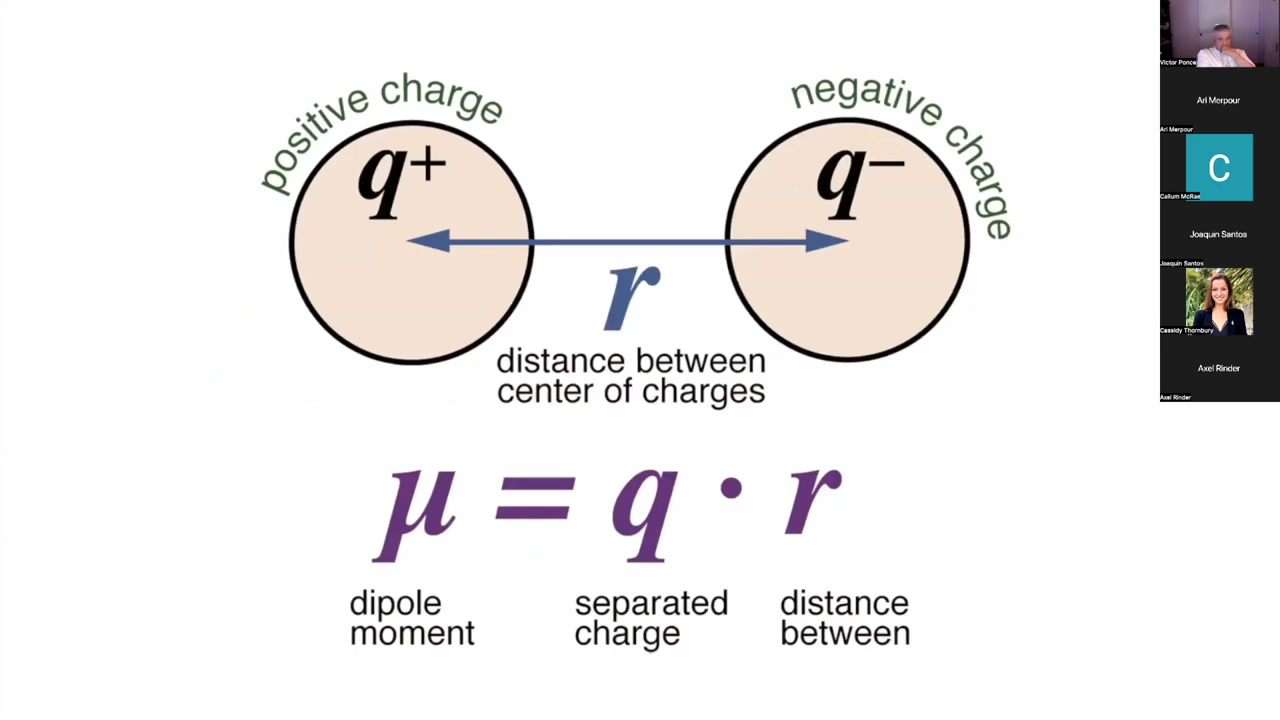 positive charge
negative charge
q+
q−
r
distance between
center of charges
μ = q · r
dipole
moment
separated
charge
distance
between
Victor Ponce
Ari Merpour
Ari Merpour
C
Callum McRae
Joaquin Santos
Joaquin Santos
Cassidy Thornbury
Axel Rinder
Axel Rinder